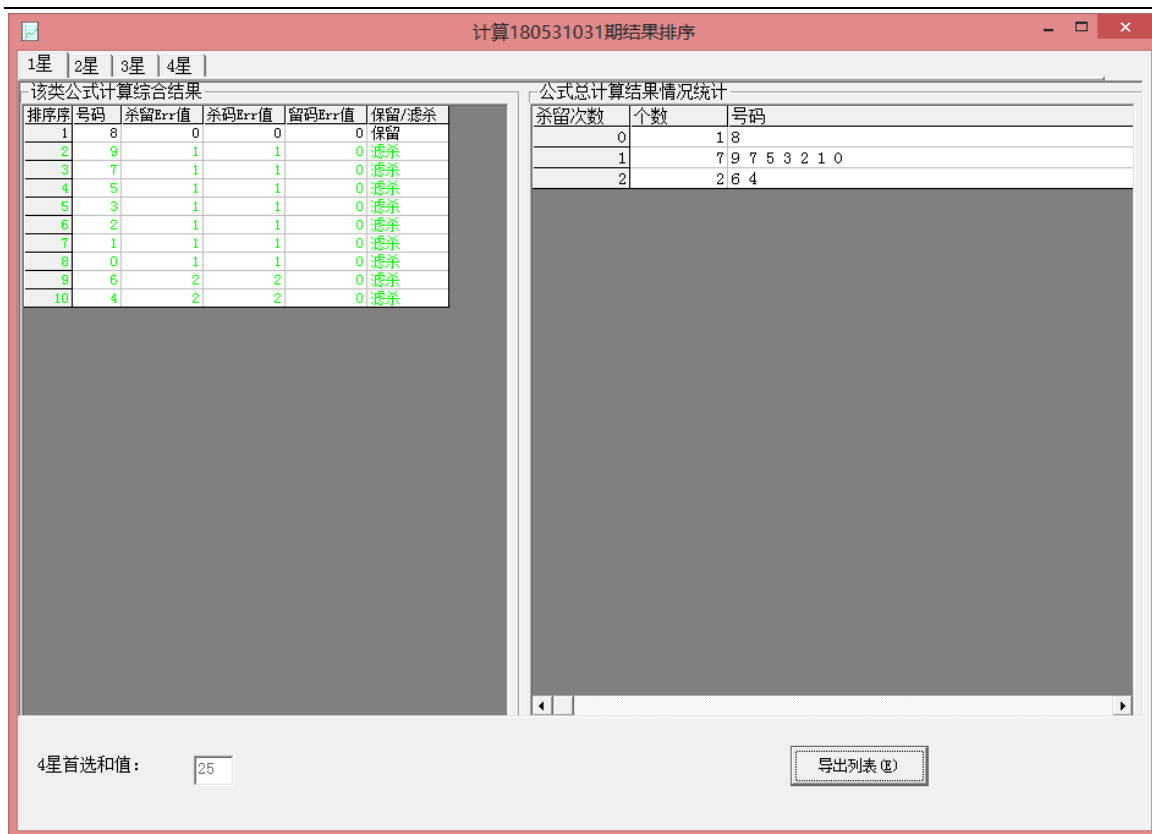 计算180531031期结果排序
1星 2星 3星 4星
该类公式计算综合结果
排序序 号码 杀留Err值 杀码Err值 留码Err值 保留/滤杀
1 8 0 0 0 保留
2 9 1 1 0 滤杀
3 7 1 1 0 滤杀
4 5 1 1 0 滤杀
5 3 1 1 0 滤杀
6 2 1 1 0 滤杀
7 1 1 1 0 滤杀
8 0 1 1 0 滤杀
9 6 2 2 0 滤杀
10 4 2 2 0 滤杀
公式总计算结果情况统计
杀留次数 个数 号码
0 1 8
1 7 9 7 5 3 2 1 0
2 2 6 4
4星首选和值: 25
导出列表(E)